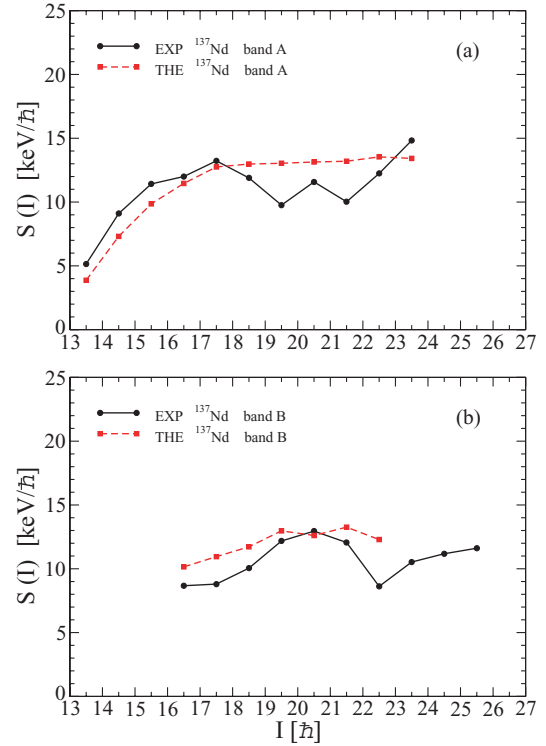 25
EXP ¹³⁷Nd band A
(a)
THE ¹³⁷Nd band A
20
15
10
5
0
S (I) [keV/ℏ]
13 14 15 16 17 18 19 20 21 22 23 24 25 26 27
25
EXP ¹³⁷Nd band B
(b)
THE ¹³⁷Nd band B
20
15
10
5
0
S (I) [keV/ℏ]
13 14 15 16 17 18 19 20 21 22 23 24 25 26 27
I [ℏ]